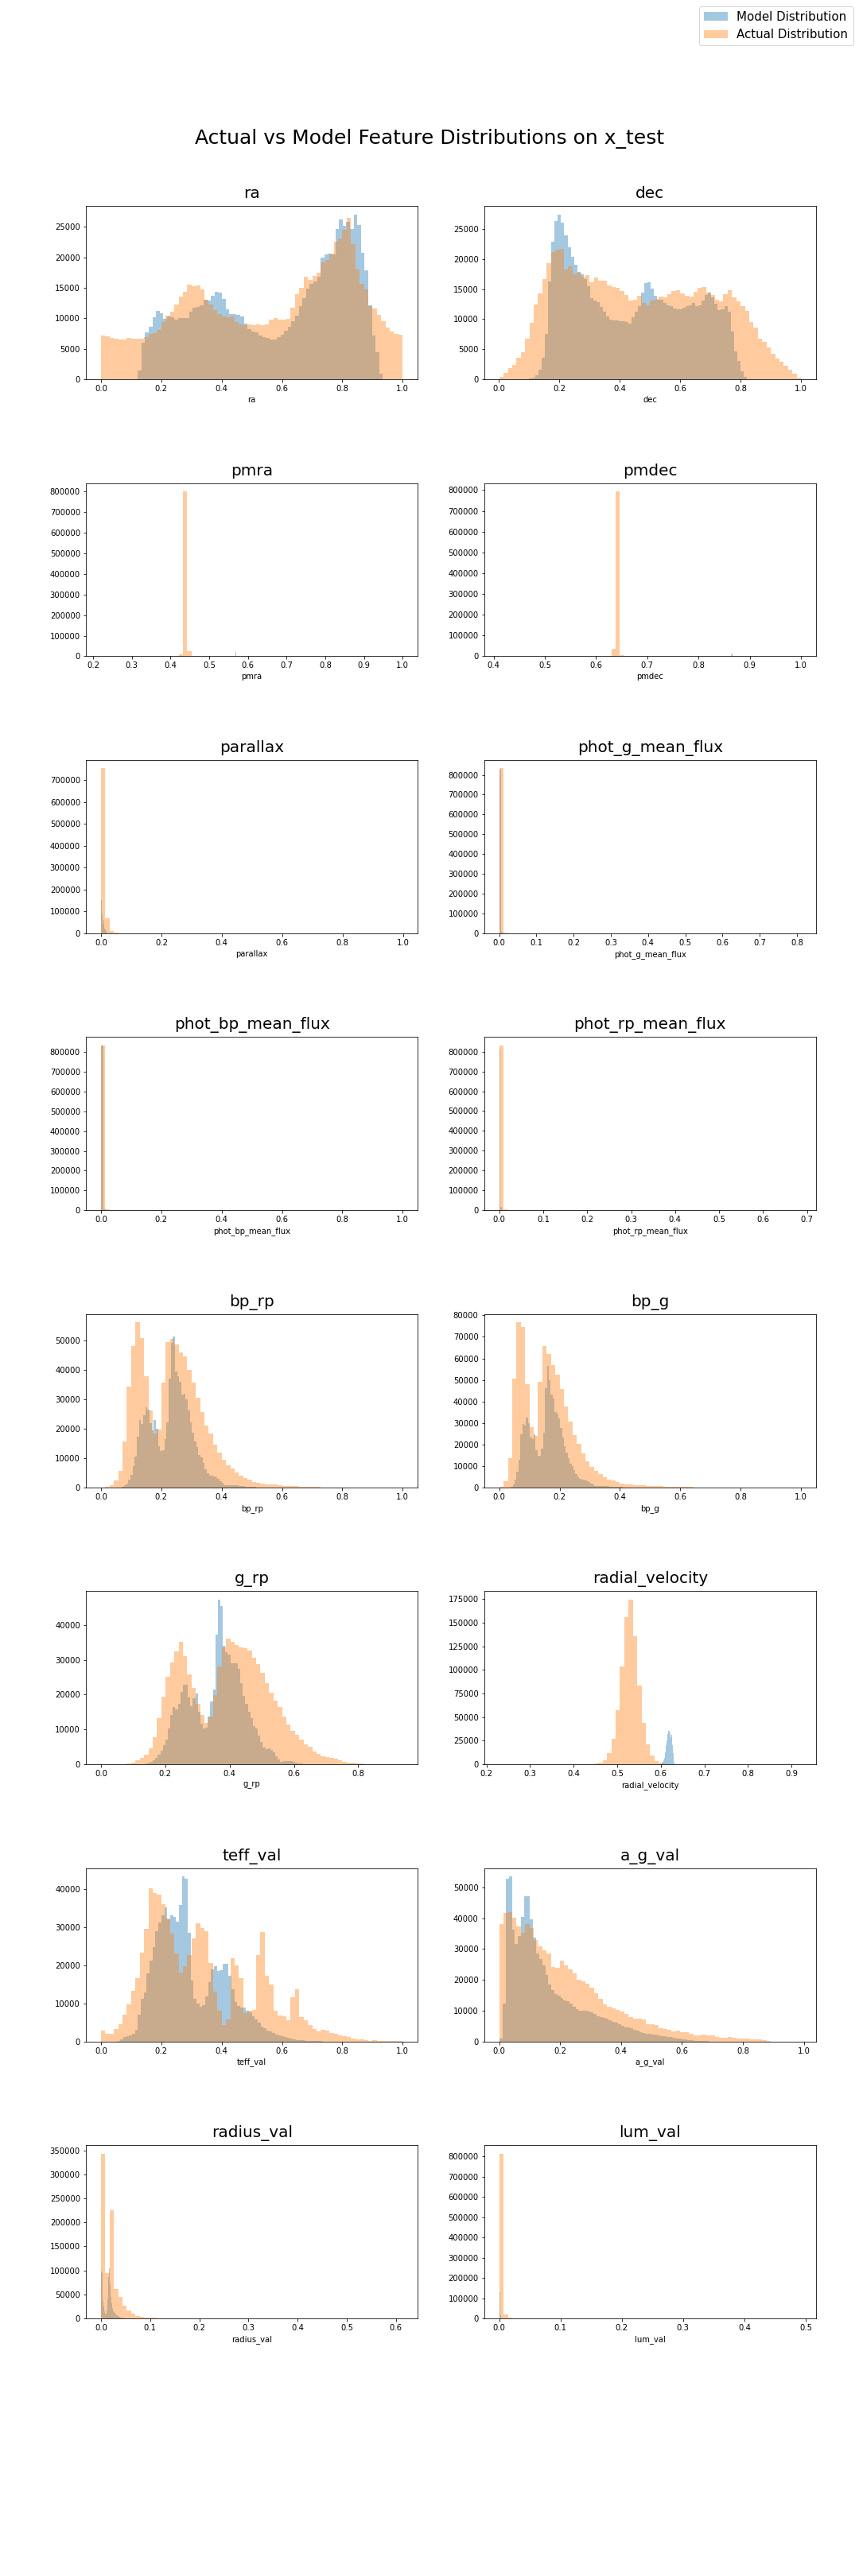 Model Distribution
Actual Distribution
Actual vs Model Feature Distributions on x_test
ra
dec
25000
20000
15000
10000
5000
0
0.0 0.2 0.4 0.6 0.8 1.0
ra
25000
20000
15000
10000
5000
0
0.0 0.2 0.4 0.6 0.8 1.0
dec
pmra
pmdec
800000
700000
600000
500000
400000
300000
200000
100000
0
0.2 0.3 0.4 0.5 0.6 0.7 0.8 0.9 1.0
pmra
800000
700000
600000
500000
400000
300000
200000
100000
0
0.4 0.5 0.6 0.7 0.8 0.9 1.0
pmdec
parallax
phot_g_mean_flux
700000
600000
500000
400000
300000
200000
100000
0
0.0 0.2 0.4 0.6 0.8 1.0
parallax
800000
700000
600000
500000
400000
300000
200000
100000
0
0.0 0.1 0.2 0.3 0.4 0.5 0.6 0.7 0.8
phot_g_mean_flux
phot_bp_mean_flux
phot_rp_mean_flux
800000
700000
600000
500000
400000
300000
200000
100000
0
0.0 0.2 0.4 0.6 0.8 1.0
phot_bp_mean_flux
800000
700000
600000
500000
400000
300000
200000
100000
0
0.0 0.1 0.2 0.3 0.4 0.5 0.6 0.7
phot_rp_mean_flux
bp_rp
bp_g
50000
40000
30000
20000
10000
0
0.0 0.2 0.4 0.6 0.8 1.0
bp_rp
80000
70000
60000
50000
40000
30000
20000
10000
0
0.0 0.2 0.4 0.6 0.8 1.0
bp_g
g_rp
radial_velocity
40000
30000
20000
10000
0
0.0 0.2 0.4 0.6 0.8
g_rp
175000
150000
125000
100000
75000
50000
25000
0
0.2 0.3 0.4 0.5 0.6 0.7 0.8 0.9
radial_velocity
teff_val
a_g_val
40000
30000
20000
10000
0
0.0 0.2 0.4 0.6 0.8 1.0
teff_val
50000
40000
30000
20000
10000
0
0.0 0.2 0.4 0.6 0.8 1.0
a_g_val
radius_val
lum_val
350000
300000
250000
200000
150000
100000
50000
0
0.0 0.1 0.2 0.3 0.4 0.5 0.6
radius_val
800000
700000
600000
500000
400000
300000
200000
100000
0
0.0 0.1 0.2 0.3 0.4 0.5
lum_val